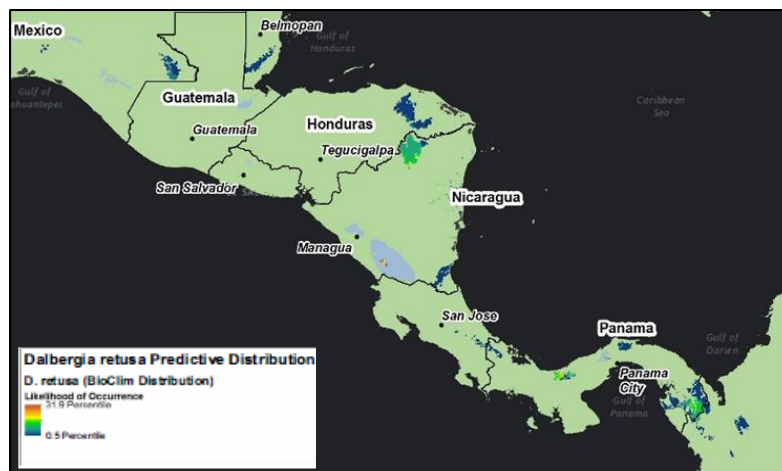 Mexico
Belmopan
Gulf of
Honduras
Gulf of
ehuantepec
Guatemala
Guatemala
Honduras
Tegucigalpa
San Salvador
Caribbean
Sea
Nicaragua
Managua
San Jose
Panama
Gulf of
Darien
Panama
City
Gulf of
Panama
Dalbergia retusa Predictive Distribution
D. retusa (BioClim Distribution)
Likelihood of Occurrence
31.9 Percentile
0.5 Percentile